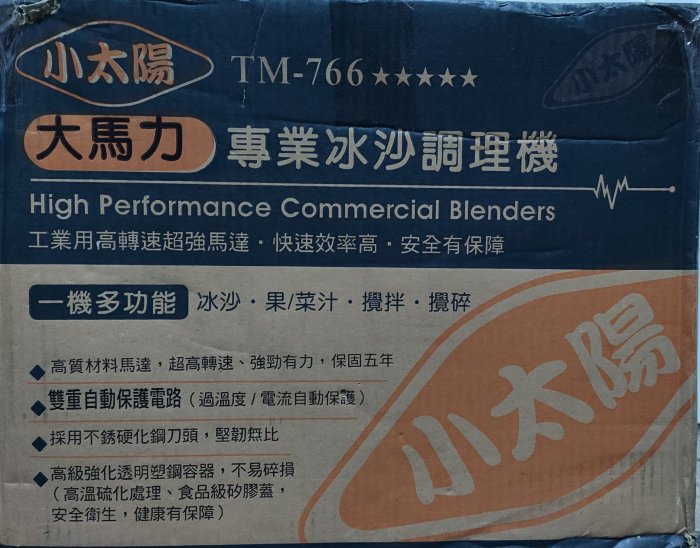 小太陽 TM-766★★★★★
小太陽
大馬力 專業冰沙調理機
High Performance Commercial Blenders
工業用高轉速超強馬達・快速效率高・安全有保障
一機多功能 冰沙・果/菜汁・攪拌・攪碎
◆高質材料馬達，超高轉速、強勁有力，保固五年
◆雙重自動保護電路（過溫度/電流自動保護）
◆採用不銹硬化鋼刀頭，堅韌無比
◆高級強化透明塑鋼容器，不易碎損
（高溫硫化處理、食品級矽膠蓋，
安全衛生，健康有保障）
小太陽